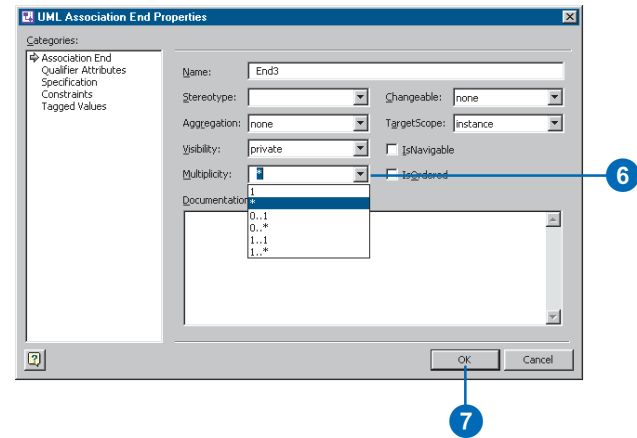 UML Association End Properties
Categories:
Association End
Qualifier Attributes
Specification
Constraints
Tagged Values
Name: End3
Stereotype: Changeable: none
Aggregation: none TargetScope: instance
Visibility: private IsNavigable
Multiplicity: * IsOrdered
6
Documentation
1
*
0..1
0..*
1..1
1..*
OK Cancel
7